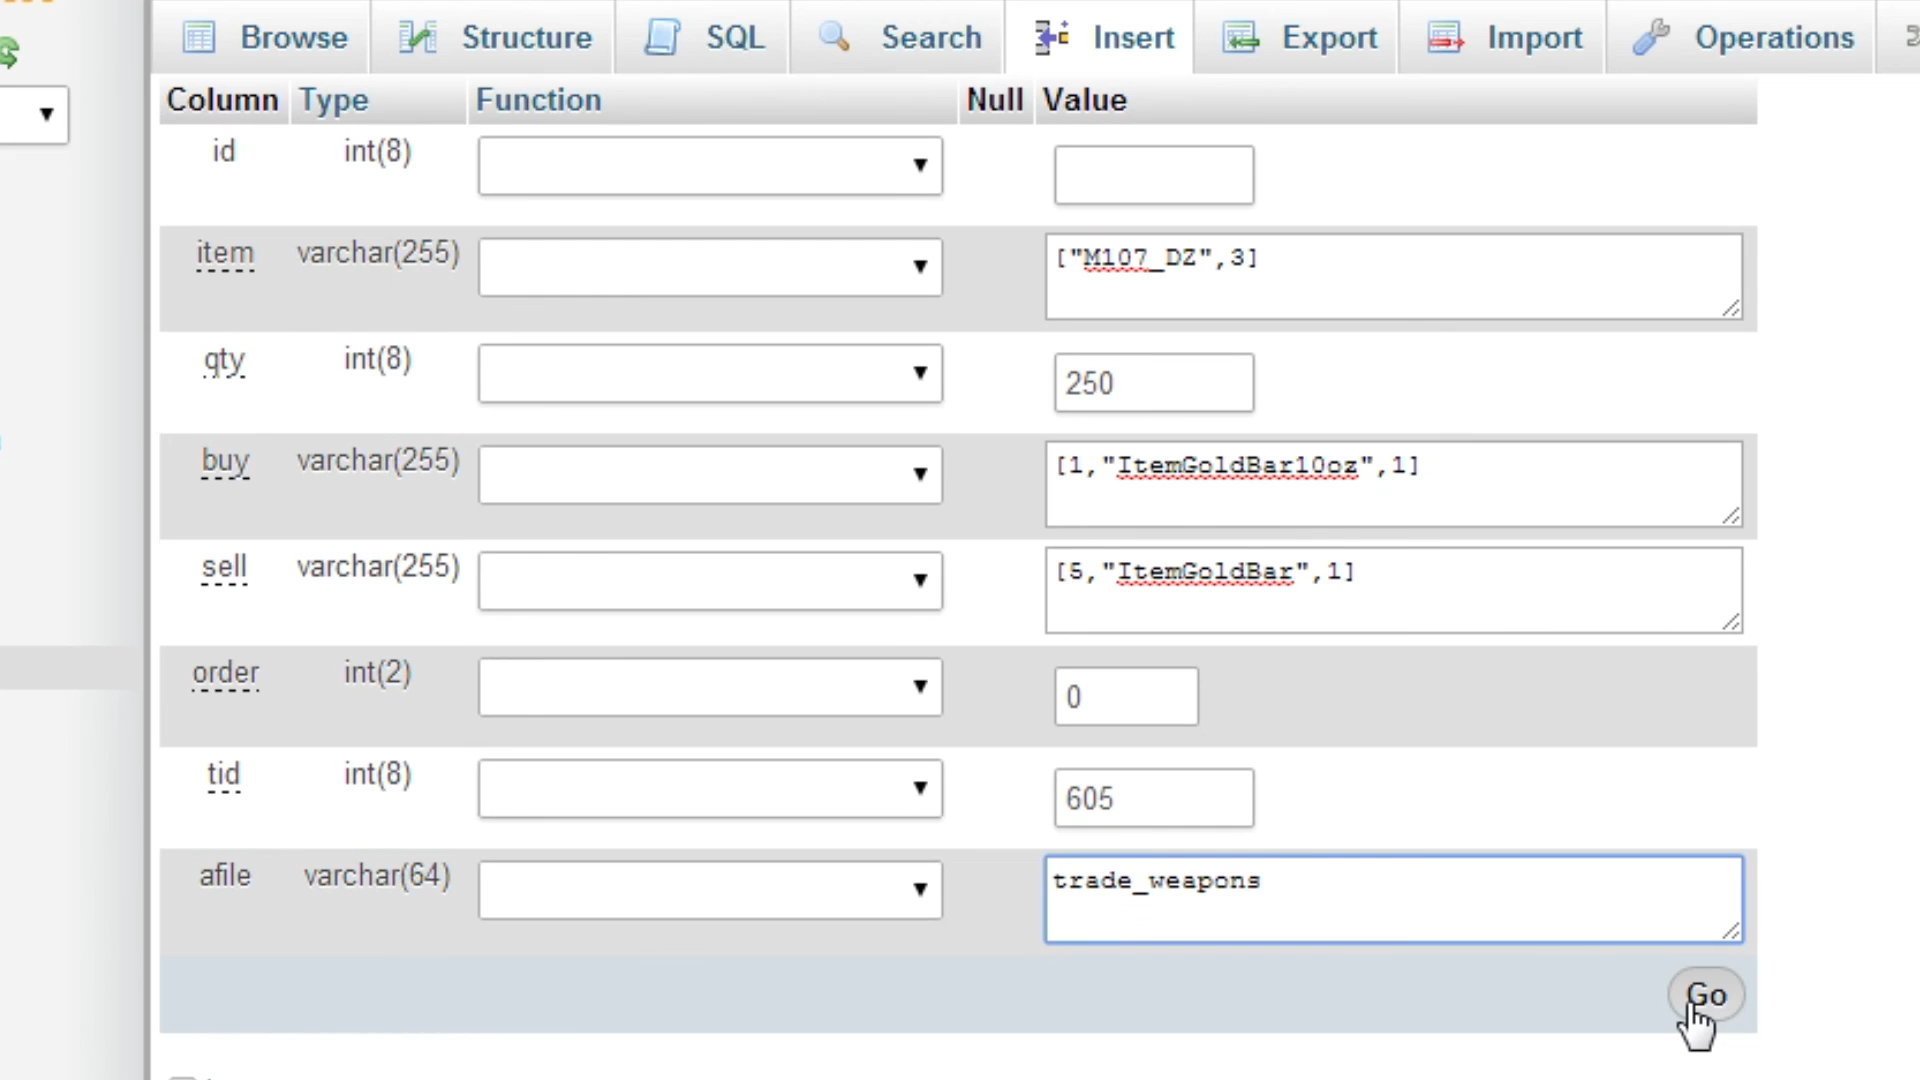 Browse Structure SQL Search Insert Export Import Operations
Column Type Function Null Value
id int(8)
item varchar(255) ["M107_DZ",3]
qty int(8) 250
buy varchar(255) [1,"ItemGoldBar10oz",1]
sell varchar(255) [5,"ItemGoldBar",1]
order int(2) 0
tid int(8) 605
afile varchar(64) trade_weapons
Go